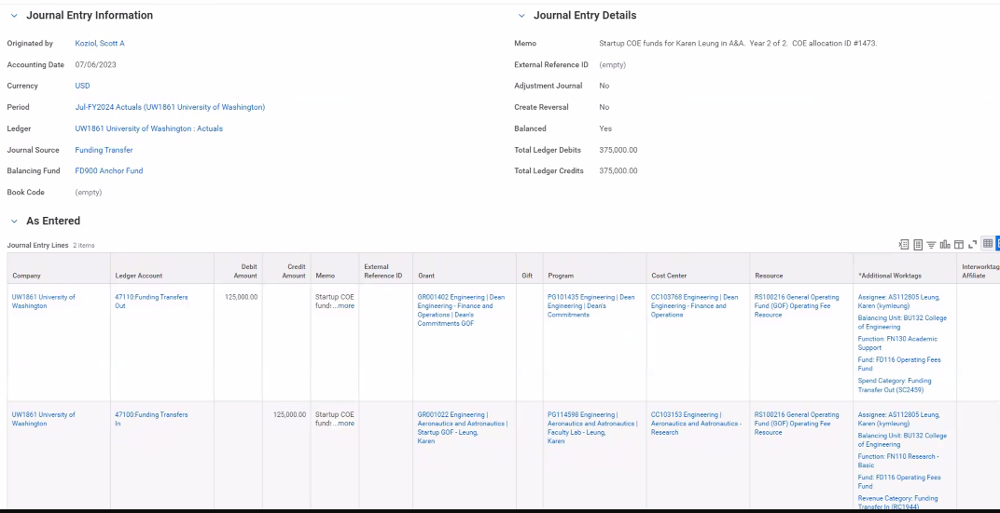 Journal Entry Information
Originated by Koziol, Scott A
Accounting Date 07/06/2023
Currency USD
Period Jul-FY2024 Actuals (UW1861 University of Washington)
Ledger UW1861 University of Washington : Actuals
Journal Source Funding Transfer
Balancing Fund FD900 Anchor Fund
Book Code (empty)
Journal Entry Details
Memo Startup COE funds for Karen Leung in A&A. Year 2 of 2. COE allocation ID #1473.
External Reference ID (empty)
Adjustment Journal No
Create Reversal No
Balanced Yes
Total Ledger Debits 375,000.00
Total Ledger Credits 375,000.00
As Entered
Journal Entry Lines 2 items
Company
Ledger Account
Debit
Amount
Credit
Amount
Memo
External
Reference ID
Grant
Gift
Program
Cost Center
Resource
*Additional Worktags
Interworktag
Affiliate
UW1861 University of
Washington
47110:Funding Transfers
Out
125,000.00
Startup COE
funds ...more
GR001402 Engineering | Dean
Engineering - Finance and
Operations | Dean's
Commitments GOF
PG101435 Engineering | Dean
Engineering | Dean's
Commitments
CC103768 Engineering | Dean
Engineering - Finance and
Operations
RS100216 General Operating
Fund (GOF) Operating Fee
Resource
Assignee: AS112805 Leung,
Karen (kymleung)
Balancing Unit: BU132 College
of Engineering
Function: FN130 Academic
Support
Fund: FD116 Operating Fees
Fund
Spend Category: Funding
Transfer Out (SC2459)
UW1861 University of
Washington
47100:Funding Transfers
In
125,000.00
Startup COE
funds ...more
GR001022 Engineering |
Aeronautics and Astronautics |
Startup GOF - Leung,
Karen
PG114598 Engineering |
Aeronautics and Astronautics |
Faculty Lab - Leung,
Karen
CC103153 Engineering |
Aeronautics and Astronautics -
Research
RS100216 General Operating
Fund (GOF) Operating Fee
Resource
Assignee: AS112805 Leung,
Karen (kymleung)
Balancing Unit: BU132 College
of Engineering
Function: FN110 Research -
Basic
Fund: FD116 Operating Fees
Fund
Revenue Category: Funding
Transfer In (RC1944)